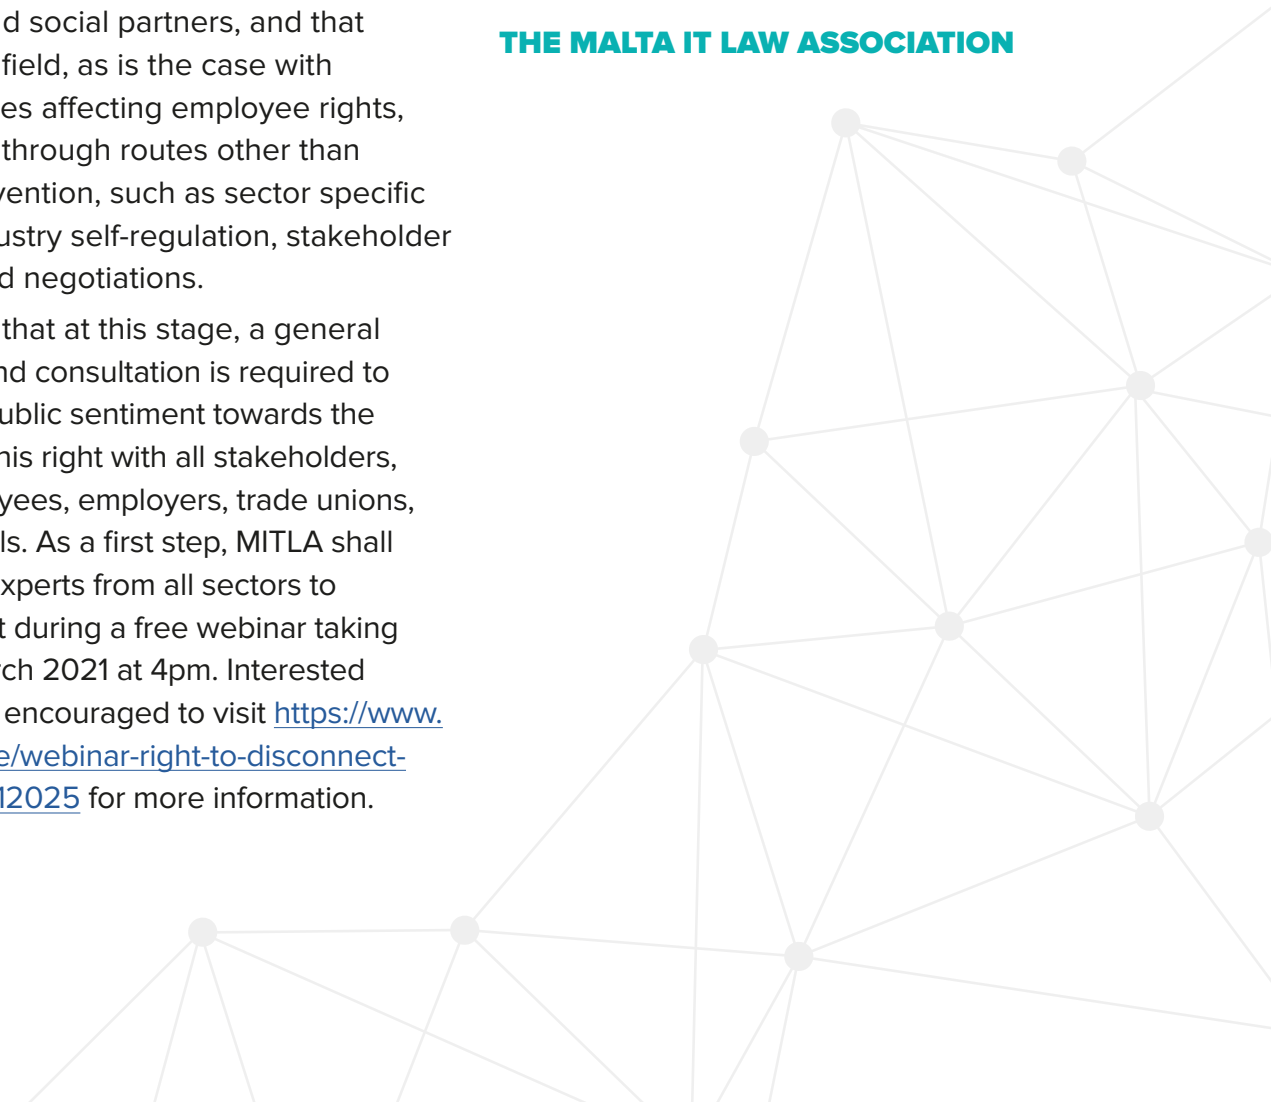 d social partners, and that
field, as is the case with
es affecting employee rights,
through routes other than
vention, such as sector specific
ustry self-regulation, stakeholder
d negotiations.
that at this stage, a general
nd consultation is required to
ublic sentiment towards the
his right with all stakeholders,
yees, employers, trade unions,
ls. As a first step, MITLA shall
xperts from all sectors to
t during a free webinar taking
rch 2021 at 4pm. Interested
encouraged to visit https://www.
e/webinar-right-to-disconnect-
12025 for more information.
THE MALTA IT LAW ASSOCIATION